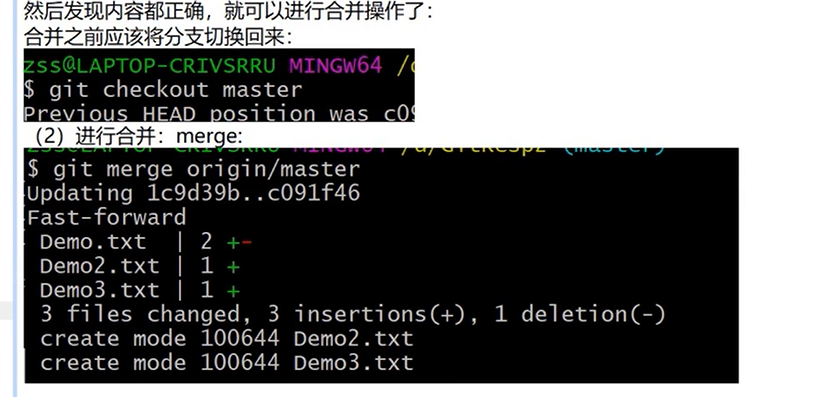 然后发现内容都正确，就可以进行合并操作了：
合并之前应该将分支切换回来：
zss@LAPTOP-CRIVSRRU MINGW64 /
$ git checkout master
Previous HEAD position was c09
（2）进行合并：merge:
$ git merge origin/master
Updating 1c9d39b..c091f46
Fast-forward
Demo.txt | 2 +-
Demo2.txt | 1 +
Demo3.txt | 1 +
3 files changed, 3 insertions(+), 1 deletion(-)
create mode 100644 Demo2.txt
create mode 100644 Demo3.txt